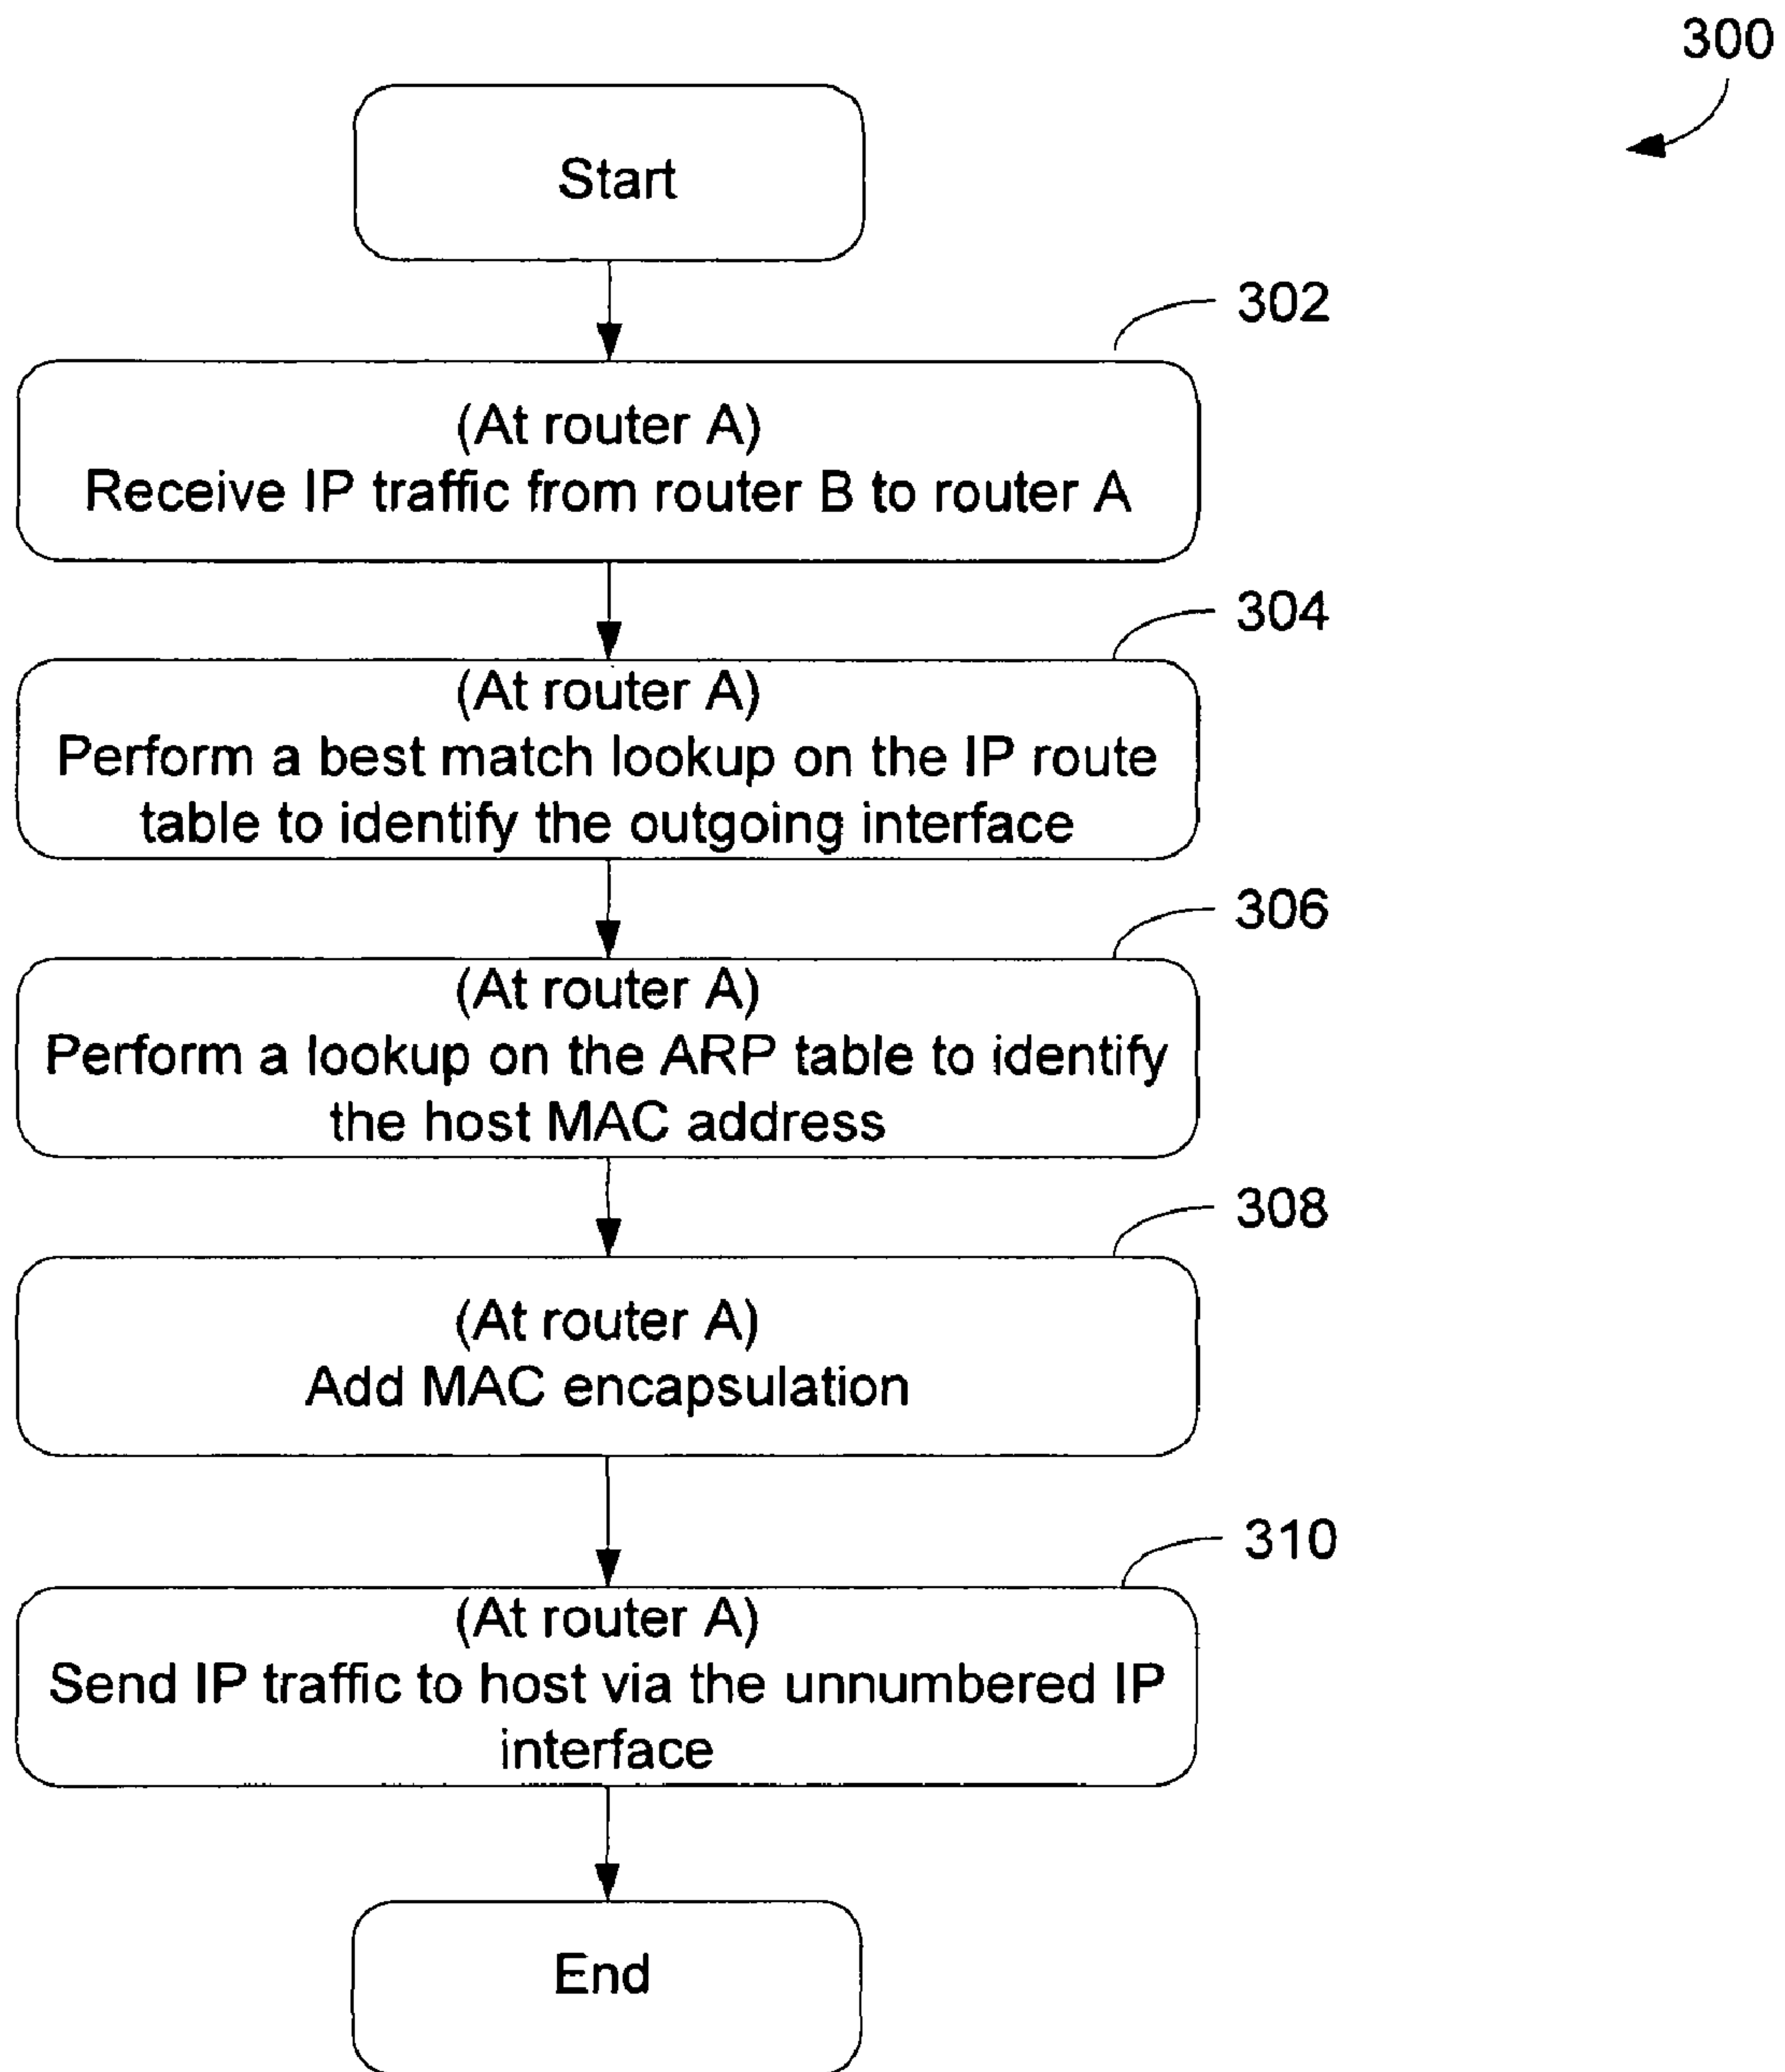 300
Start
302
(At router A)
Receive IP traffic from router B to router A
304
(At router A)
Perform a best match lookup on the IP route
table to identify the outgoing interface
306
(At router A)
Perform a lookup on the ARP table to identify
the host MAC address
308
(At router A)
Add MAC encapsulation
310
(At router A)
Send IP traffic to host via the unnumbered IP
interface
End